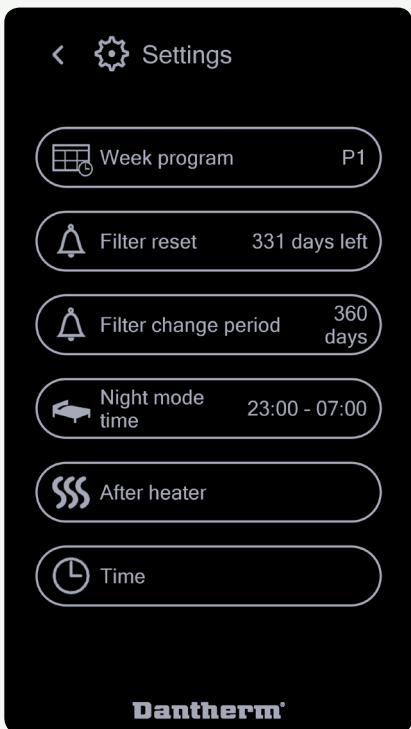 Settings
Week program P1
Filter reset 331 days left
Filter change period 360 days
Night mode time 23:00 - 07:00
After heater
Time
Dantherm®